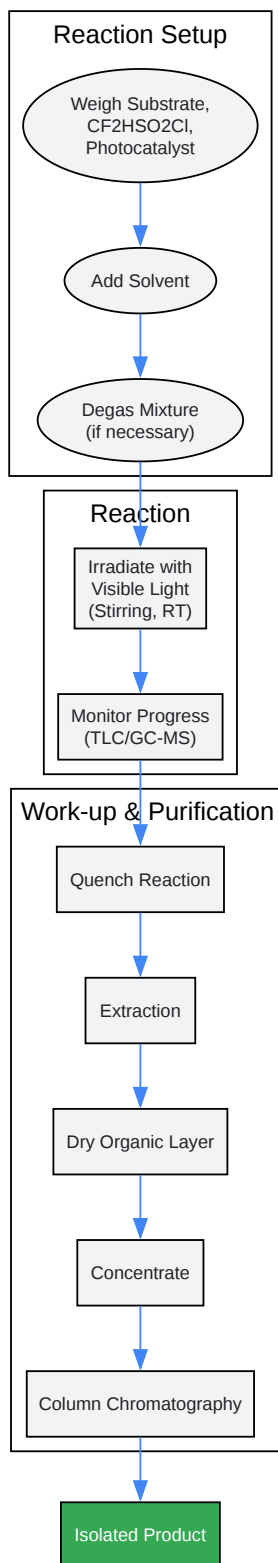 Reaction Setup
Weigh Substrate,
CF2HSO2Cl,
Photocatalyst
Add Solvent
Degas Mixture
(if necessary)
Reaction
Irradiate with
Visible Light
(Stirring, RT)
Monitor Progress
(TLC/GC-MS)
Work-up & Purification
Quench Reaction
Extraction
Dry Organic Layer
Concentrate
Column Chromatography
Isolated Product